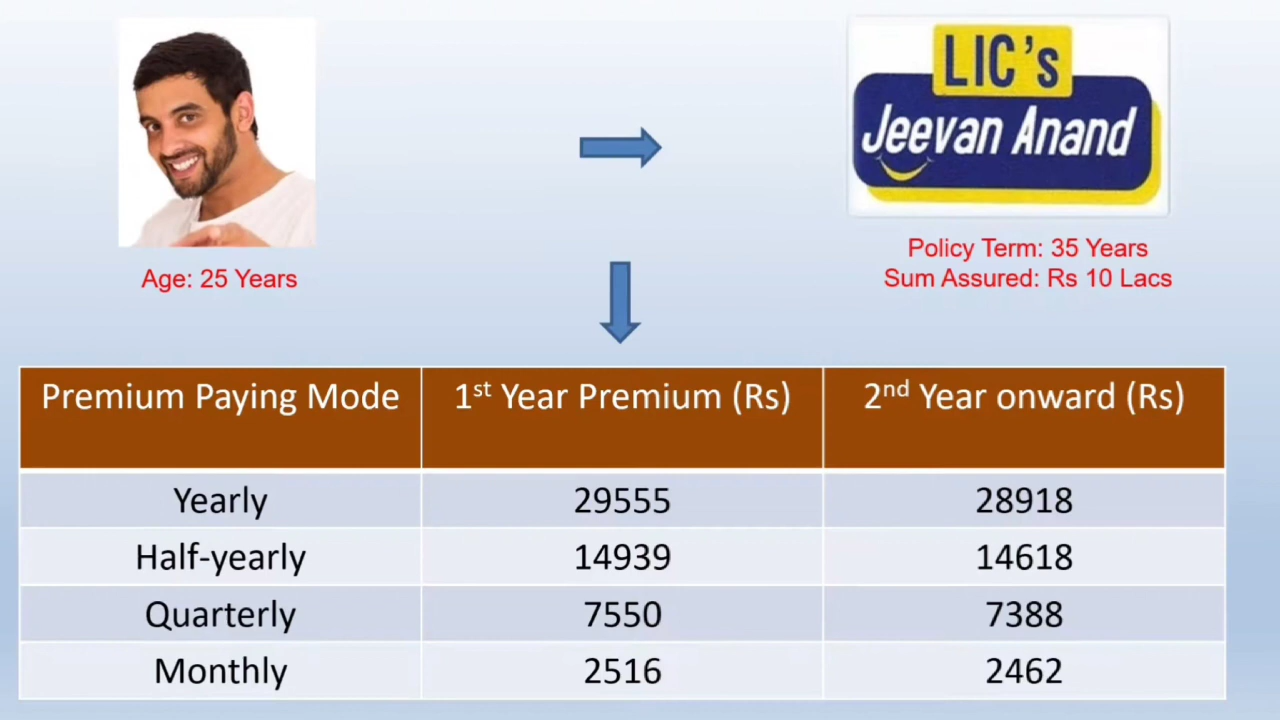 LIC's
Jeevan Anand
Age: 25 Years
Policy Term: 35 Years
Sum Assured: Rs 10 Lacs
Premium Paying Mode 1st Year Premium (Rs) 2nd Year onward (Rs)
Yearly 29555 28918
Half-yearly 14939 14618
Quarterly 7550 7388
Monthly 2516 2462